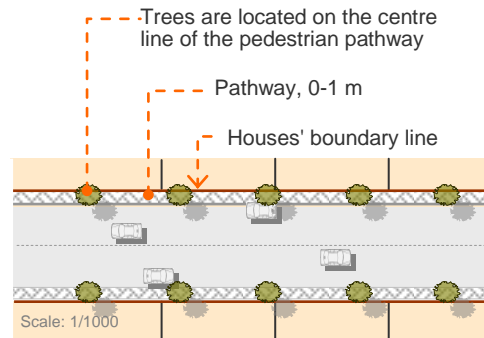 Trees are located on the centre
line of the pedestrian pathway
Pathway, 0-1 m
Houses' boundary line
Scale: 1/1000